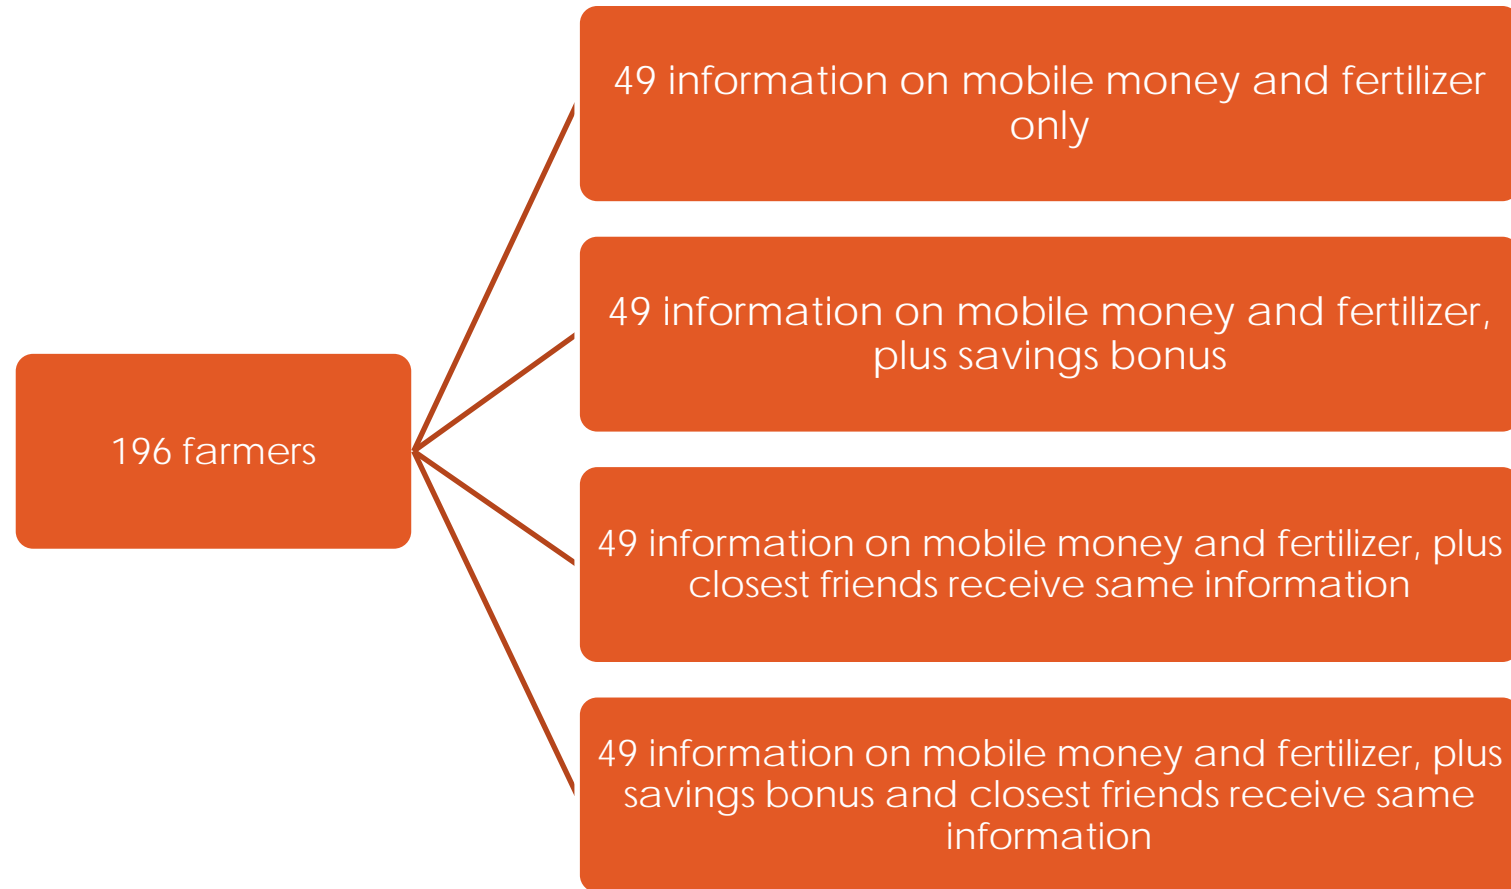 49 information on mobile money and fertilizer
only
49 information on mobile money and fertilizer,
plus savings bonus
196 farmers
49 information on mobile money and fertilizer, plus
closest friends receive same information
49 information on mobile money and fertilizer, plus
savings bonus and closest friends receive same
information